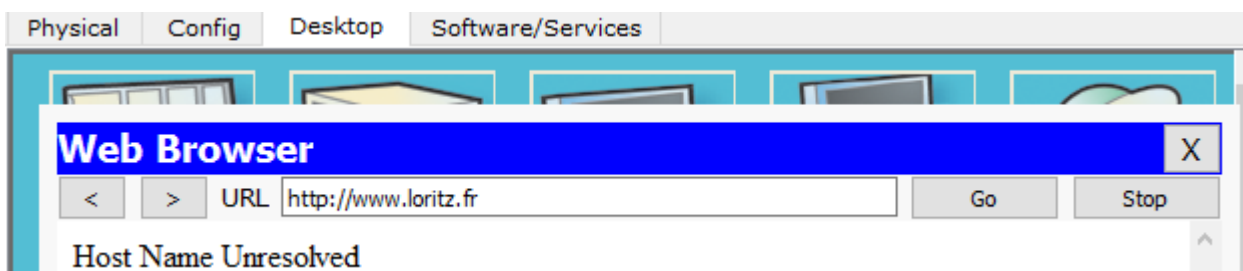 Physical Config Desktop Software/Services
Web Browser X
< > URL http://www.loritz.fr Go Stop
Host Name Unresolved